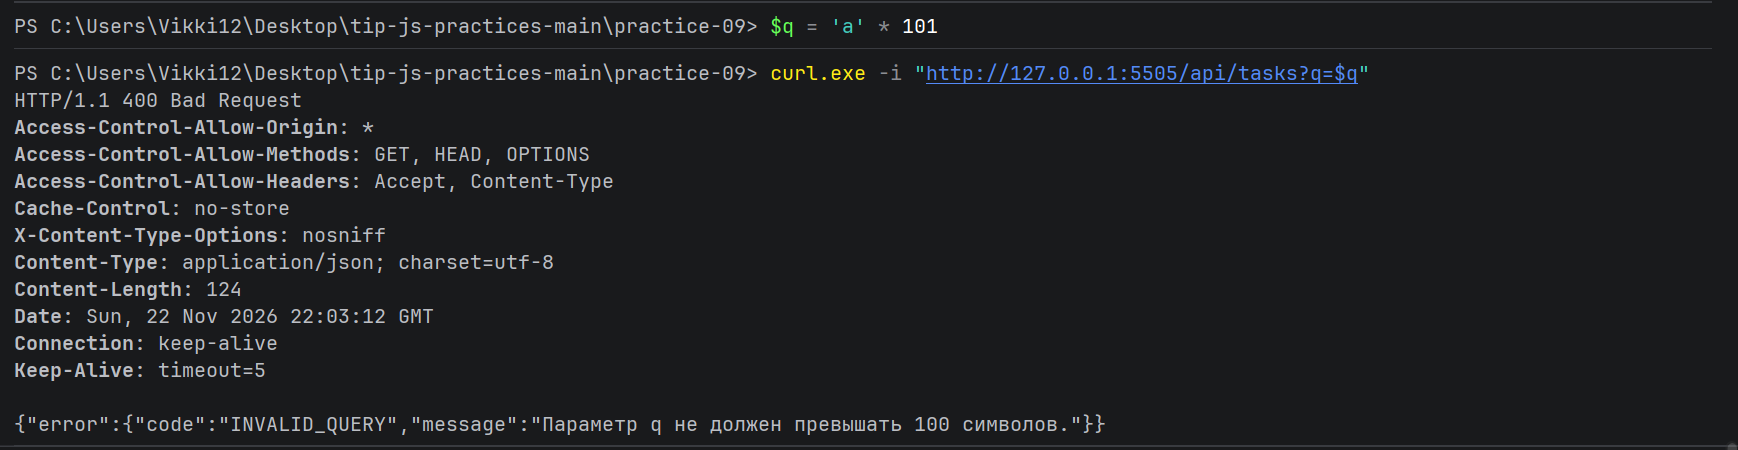 PS C:\Users\Vikki12\Desktop\tip-js-practices-main\practice-09> $q = 'a' * 101
PS C:\Users\Vikki12\Desktop\tip-js-practices-main\practice-09> curl.exe -i "http://127.0.0.1:5505/api/tasks?q=$q"
HTTP/1.1 400 Bad Request
Access-Control-Allow-Origin: *
Access-Control-Allow-Methods: GET, HEAD, OPTIONS
Access-Control-Allow-Headers: Accept, Content-Type
Cache-Control: no-store
X-Content-Type-Options: nosniff
Content-Type: application/json; charset=utf-8
Content-Length: 124
Date: Sun, 22 Nov 2026 22:03:12 GMT
Connection: keep-alive
Keep-Alive: timeout=5
{"error":{"code":"INVALID_QUERY","message":"Параметр q не должен превышать 100 символов."}}